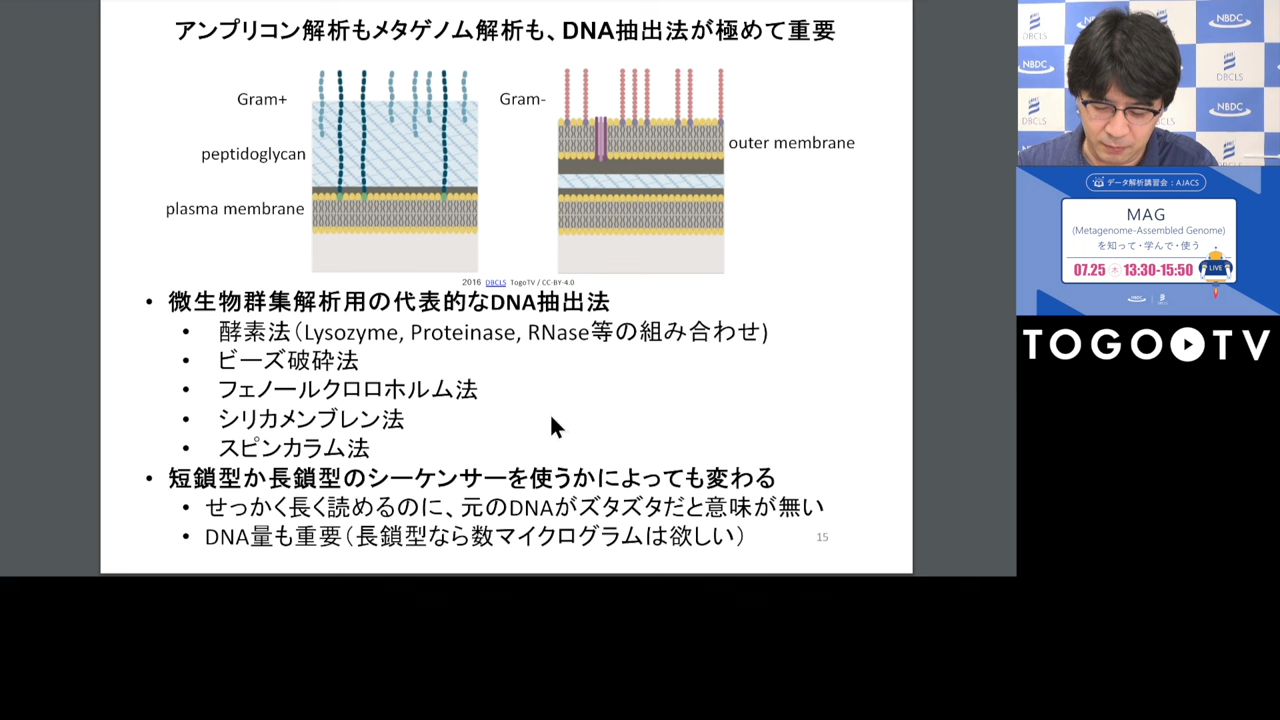 アンプリコン解析もメタゲノム解析も、DNA抽出法が極めて重要
Gram+
peptidoglycan
plasma membrane
Gram-
outer membrane
2016 DBCLS TogoTV / CC-BY-4.0
• 微生物群集解析用の代表的なDNA抽出法
• 酵素法（Lysozyme, Proteinase, RNase等の組み合わせ)
• ビーズ破砕法
• フェノールクロロホルム法
• シリカメンブレン法
• スピンカラム法
• 短鎖型か長鎖型のシーケンサーを使うかによっても変わる
• せっかく長く読めるのに、元のDNAがズタズタだと意味が無い
• DNA量も重要（長鎖型なら数マイクログラムは欲しい）
15
DBCLS
NBDC
NBDC
DBCLS
DBCLS
NBDC
DBCLS
データ解析講習会：AJACS
MAG
(Metagenome-Assembled Genome)
を知って・学んで・使う
07.25 木 13:30-15:50
LIVE
NBDC
DBCLS
TOGO TV